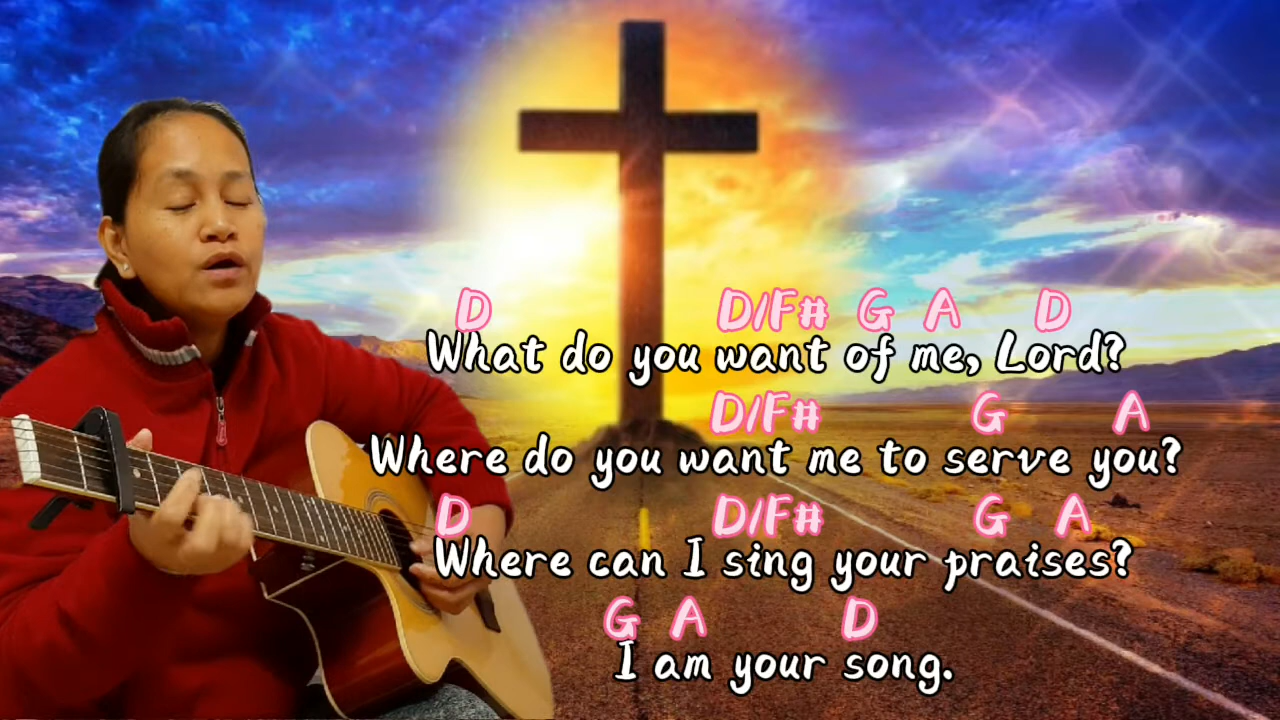 D D/F# G A D
What do you want of me, Lord?
D/F# G A
Where do you want me to serve you?
D D/F# G A
Where can I sing your praises?
G A D
I am your song.